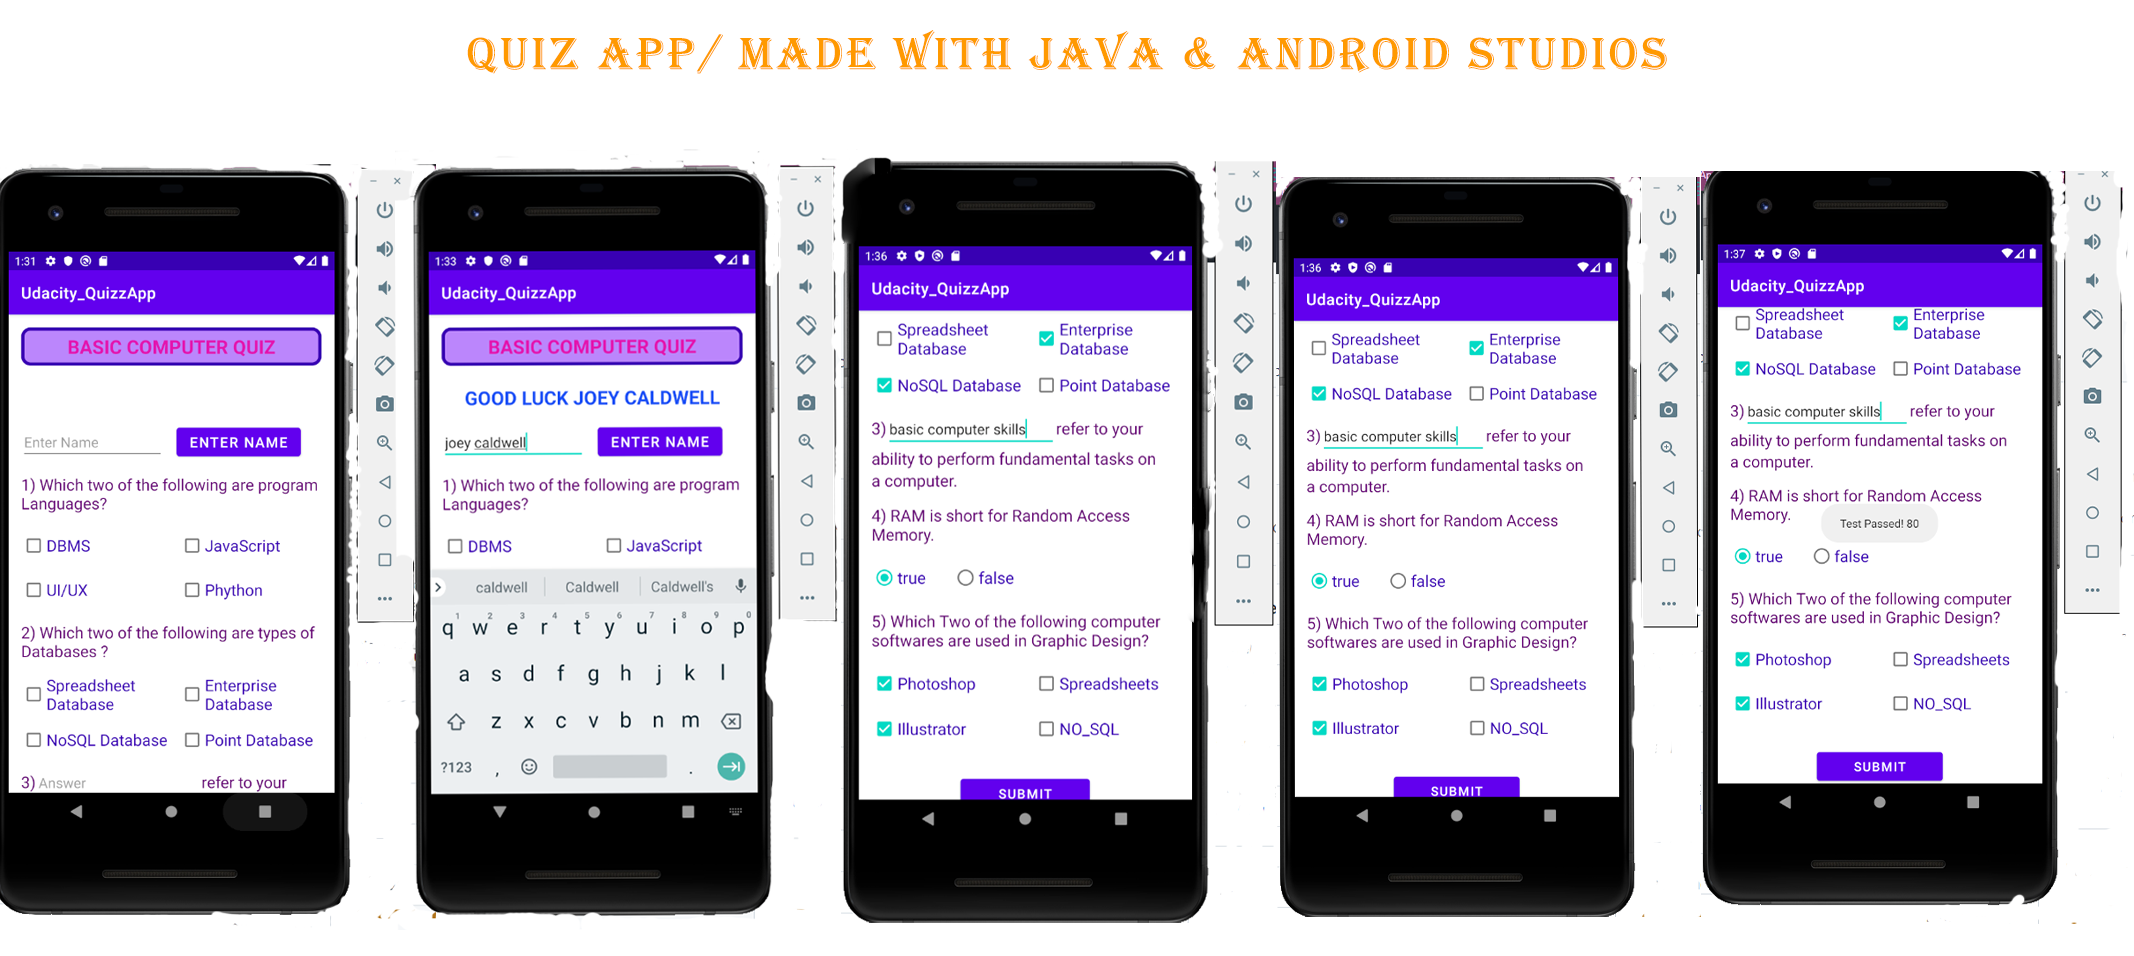 QUIZ APP/ MADE WITH JAVA & ANDROID STUDIOS
1:31
Udacity_QuizzApp
BASIC COMPUTER QUIZ
Enter Name
ENTER NAME
1) Which two of the following are program
Languages?
DBMS
JavaScript
UI/UX
Phython
2) Which two of the following are types of
Databases ?
Spreadsheet
Database
Enterprise
Database
NoSQL Database
Point Database
3) Answer refer to your
1:33
Udacity_QuizzApp
BASIC COMPUTER QUIZ
GOOD LUCK JOEY CALDWELL
joey caldwell
ENTER NAME
1) Which two of the following are program
Languages?
DBMS
JavaScript
caldwell Caldwell Caldwell's
q1 w2 e3 r4 t5 y6 u7 i8 o9 p0
a s d f g h j k l
z x c v b n m
?123 , .
1:36
Udacity_QuizzApp
Spreadsheet
Database
Enterprise
Database
NoSQL Database
Point Database
3) basic computer skills refer to your
ability to perform fundamental tasks on
a computer.
4) RAM is short for Random Access
Memory.
true
false
5) Which Two of the following computer
softwares are used in Graphic Design?
Photoshop
Spreadsheets
Illustrator
NO_SQL
SUBMIT
1:36
Udacity_QuizzApp
Spreadsheet
Database
Enterprise
Database
NoSQL Database
Point Database
3) basic computer skills refer to your
ability to perform fundamental tasks on
a computer.
4) RAM is short for Random Access
Memory.
true
false
5) Which Two of the following computer
softwares are used in Graphic Design?
Photoshop
Spreadsheets
Illustrator
NO_SQL
SUBMIT
1:37
Udacity_QuizzApp
Spreadsheet
Database
Enterprise
Database
NoSQL Database
Point Database
3) basic computer skills refer to your
ability to perform fundamental tasks on
a computer.
4) RAM is short for Random Access
Memory.
Test Passed! 80
true
false
5) Which Two of the following computer
softwares are used in Graphic Design?
Photoshop
Spreadsheets
Illustrator
NO_SQL
SUBMIT